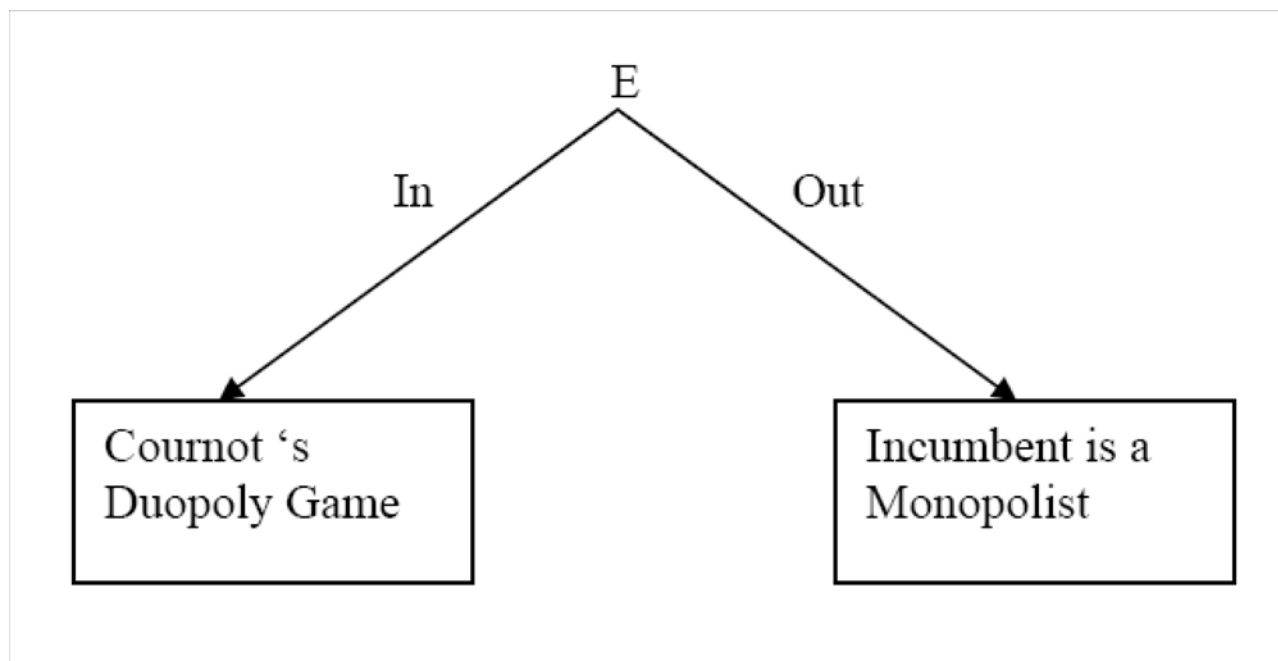 E
In
Out
Cournot ‘s
Duopoly Game
Incumbent is a
Monopolist